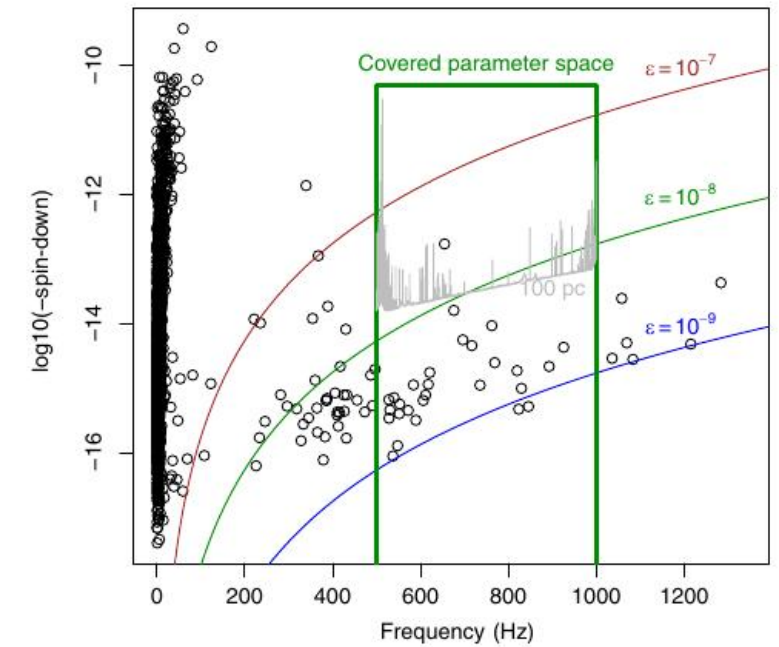 Covered parameter space
ε=10⁻⁷
ε=10⁻⁸
ε=10⁻⁹
100 pc
−10
−12
−14
−16
log10(−spin-down)
0 200 400 600 800 1000 1200
Frequency (Hz)